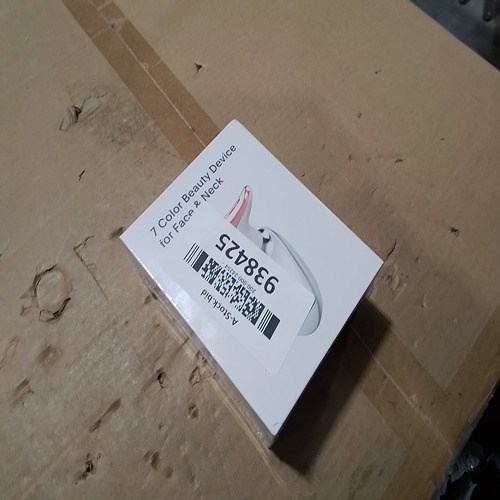 7 Color Beauty Device
for Face & Neck
938425
A-Stock.bid